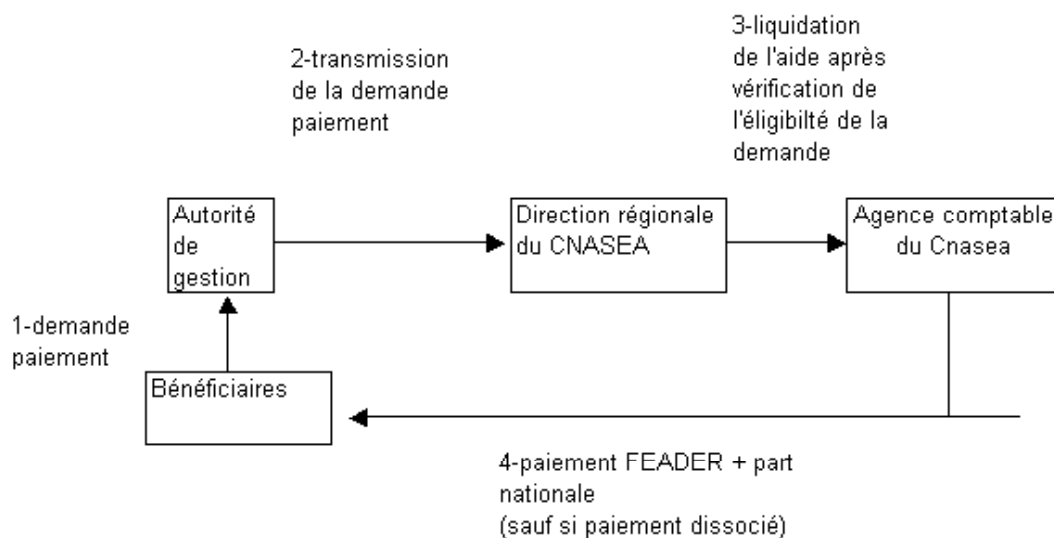 3-liquidation
de l'aide après
vérification de
l'éligibilté de la
demande
2-transmission
de la demande
paiement
Autorité
de
gestion
Direction régionale
du CNASEA
Agence comptable
du Cnasea
1-demande
paiement
Bénéficiaires
4-paiement FEADER + part
nationale
(sauf si paiement dissocié)